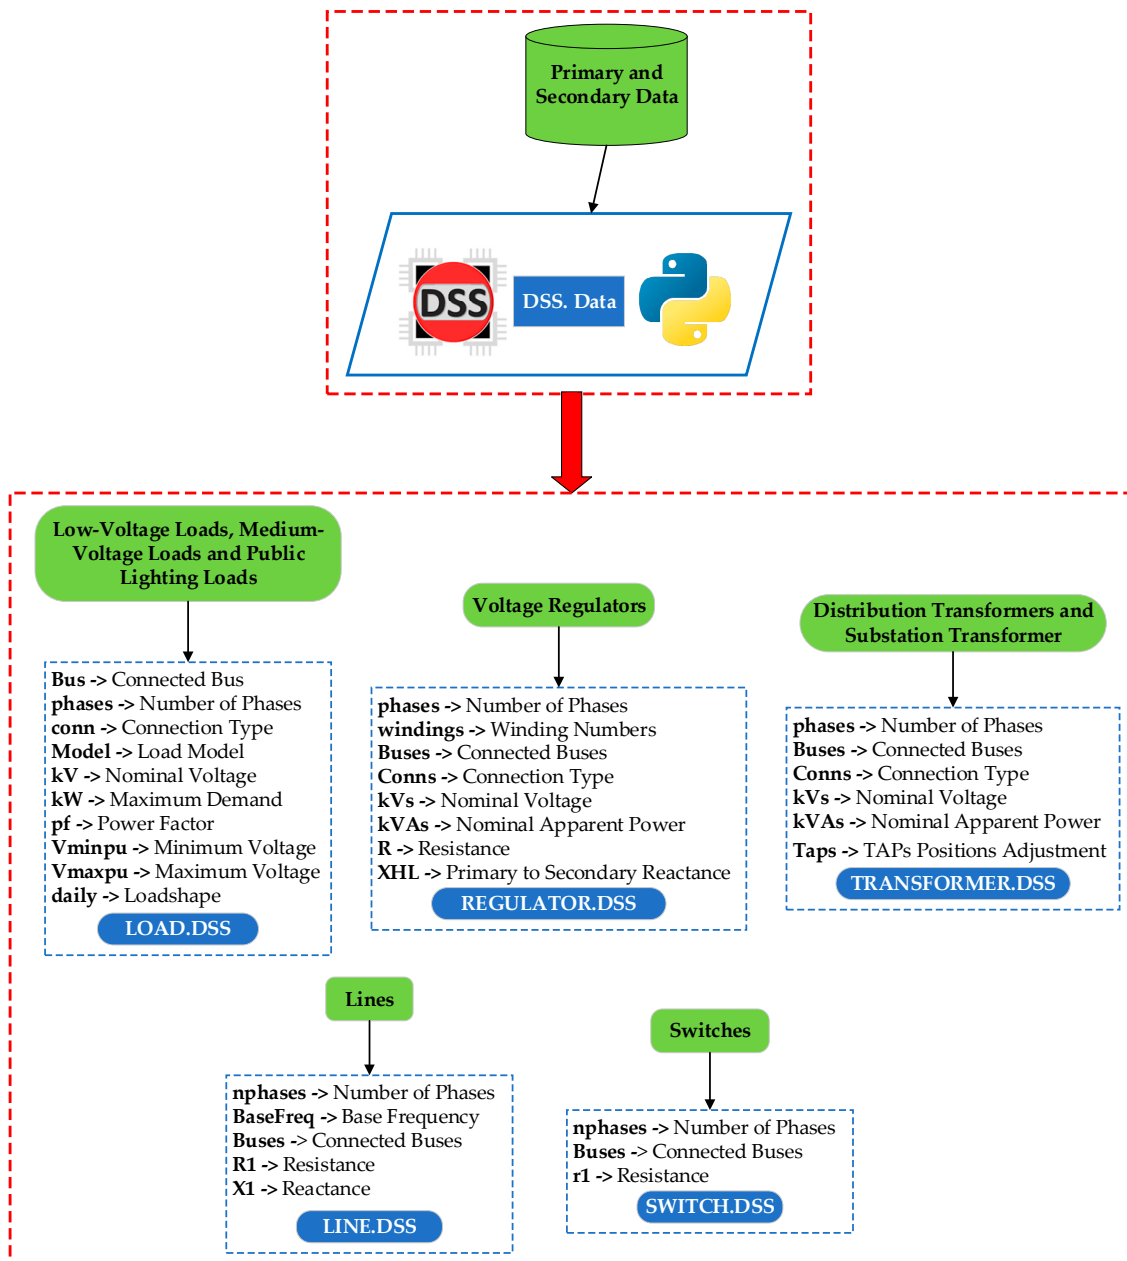 Primary and
Secondary Data
DSS
DSS. Data
Low-Voltage Loads, Medium-
Voltage Loads and Public
Lighting Loads
Bus -> Connected Bus
phases -> Number of Phases
conn -> Connection Type
Model -> Load Model
kV -> Nominal Voltage
kW -> Maximum Demand
pf -> Power Factor
Vminpu -> Minimum Voltage
Vmaxpu -> Maximum Voltage
daily -> Loadshape
LOAD.DSS
Voltage Regulators
phases -> Number of Phases
windings -> Winding Numbers
Buses -> Connected Buses
Conns -> Connection Type
kVs -> Nominal Voltage
kVAs -> Nominal Apparent Power
R -> Resistance
XHL -> Primary to Secondary Reactance
REGULATOR.DSS
Distribution Transformers and
Substation Transformer
phases -> Number of Phases
Buses -> Connected Buses
Conns -> Connection Type
kVs -> Nominal Voltage
kVAs -> Nominal Apparent Power
Taps -> TAPs Positions Adjustment
TRANSFORMER.DSS
Lines
nphases -> Number of Phases
BaseFreq -> Base Frequency
Buses -> Connected Buses
R1 -> Resistance
X1 -> Reactance
LINE.DSS
Switches
nphases -> Number of Phases
Buses -> Connected Buses
r1 -> Resistance
SWITCH.DSS